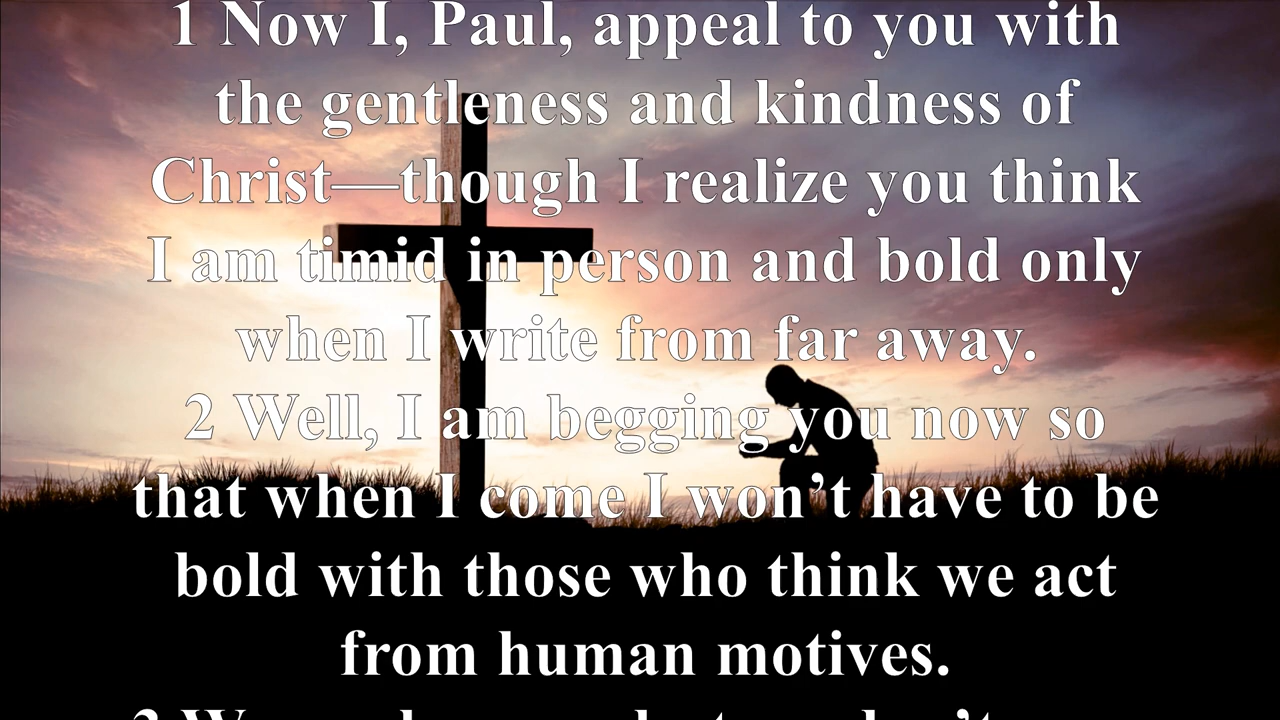 1 Now I, Paul, appeal to you with
the gentleness and kindness of
Christ—though I realize you think
I am timid in person and bold only
when I write from far away.
2 Well, I am begging you now so
that when I come I won’t have to be
bold with those who think we act
from human motives.